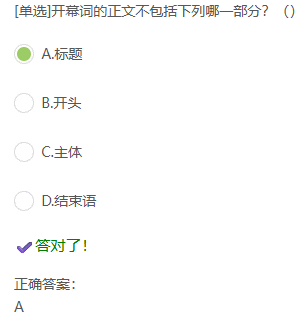 [单选]开幕词的正文不包括下列哪一部分？（）
A.标题
B.开头
C.主体
D.结束语
答对了！
正确答案：
A